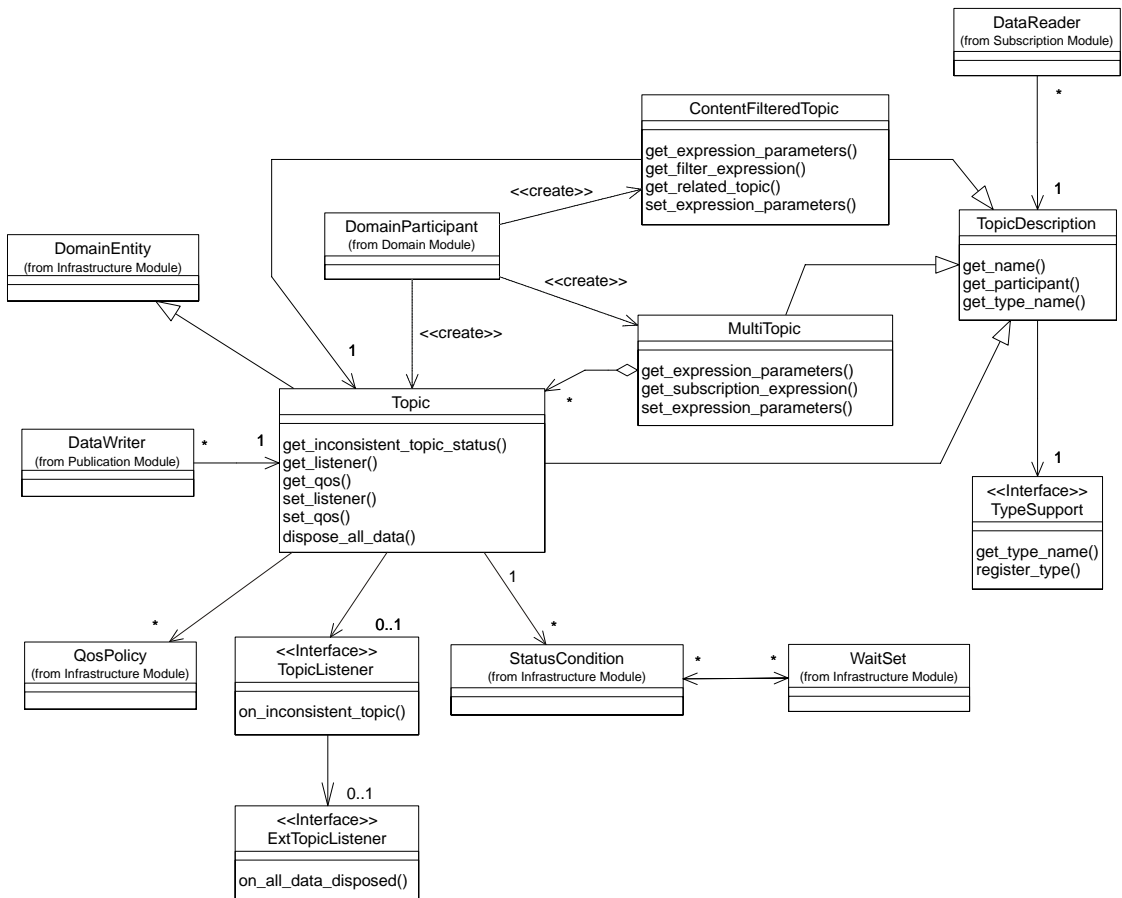 DataReader
(from Subscription Module)
*
1
ContentFilteredTopic
get_expression_parameters()
get_filter_expression()
get_related_topic()
set_expression_parameters()
<<create>>
DomainParticipant
(from Domain Module)
<<create>>
<<create>>
TopicDescription
get_name()
get_participant()
get_type_name()
DomainEntity
(from Infrastructure Module)
MultiTopic
get_expression_parameters()
get_subscription_expression()
set_expression_parameters()
1
*
Topic
get_inconsistent_topic_status()
get_listener()
get_qos()
set_listener()
set_qos()
dispose_all_data()
DataWriter
(from Publication Module)
*
1
1
<<Interface>>
TypeSupport
get_type_name()
register_type()
*
0..1
1
*
QosPolicy
(from Infrastructure Module)
<<Interface>>
TopicListener
on_inconsistent_topic()
StatusCondition
(from Infrastructure Module)
*
*
WaitSet
(from Infrastructure Module)
0..1
<<Interface>>
ExtTopicListener
on_all_data_disposed()